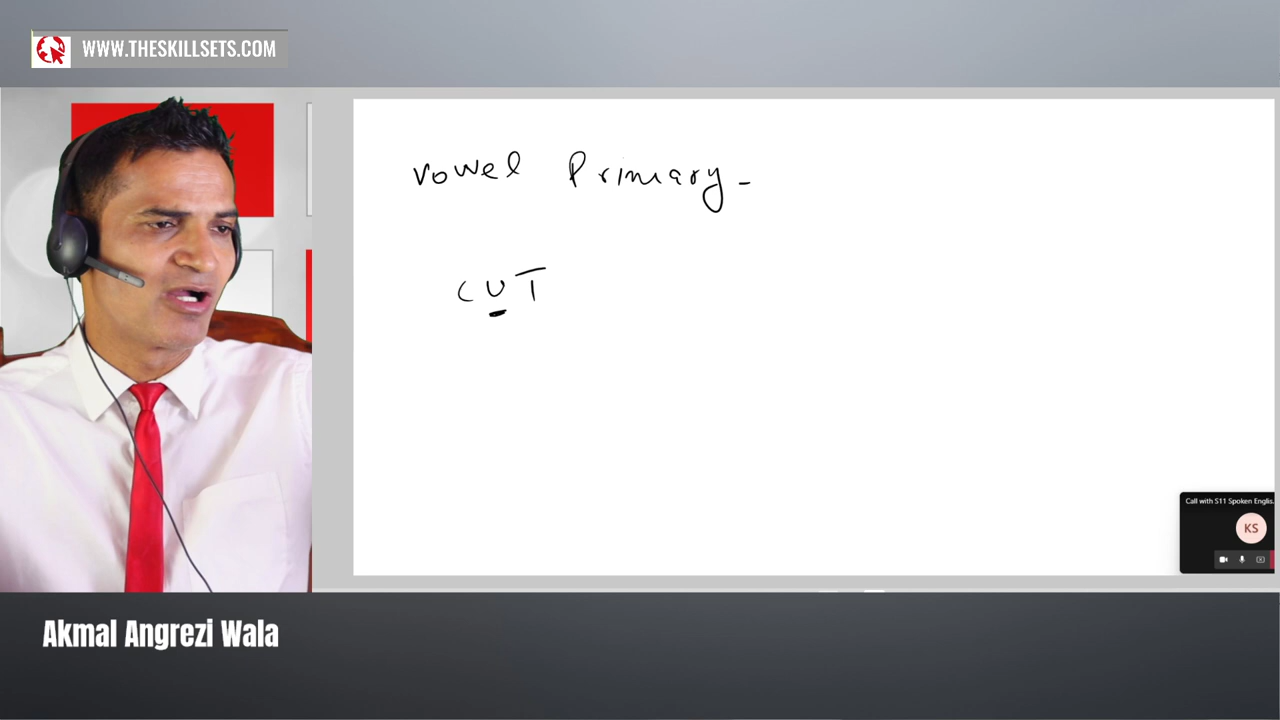 WWW.THESKILLSETS.COM
Vowel Primary -
CUT
Call with S11 Spoken Englis.
KS
Akmal Angrezi Wala